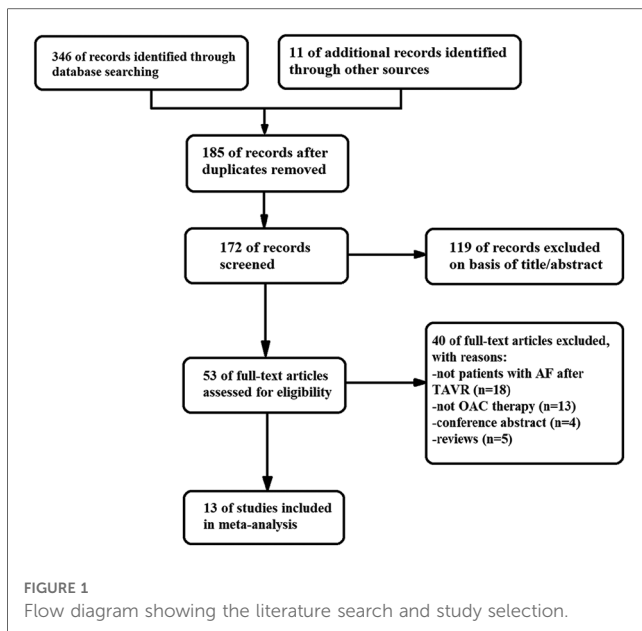 346 of records identified through
database searching
11 of additional records identified
through other sources
185 of records after
duplicates removed
172 of records
screened
119 of records excluded
on basis of title/abstract
53 of full-text articles
assessed for eligibility
40 of full-text articles excluded,
with reasons:
-not patients with AF after
TAVR (n=18)
-not OAC therapy (n=13)
-conference abstract (n=4)
-reviews (n=5)
13 of studies included
in meta-analysis
FIGURE 1
Flow diagram showing the literature search and study selection.